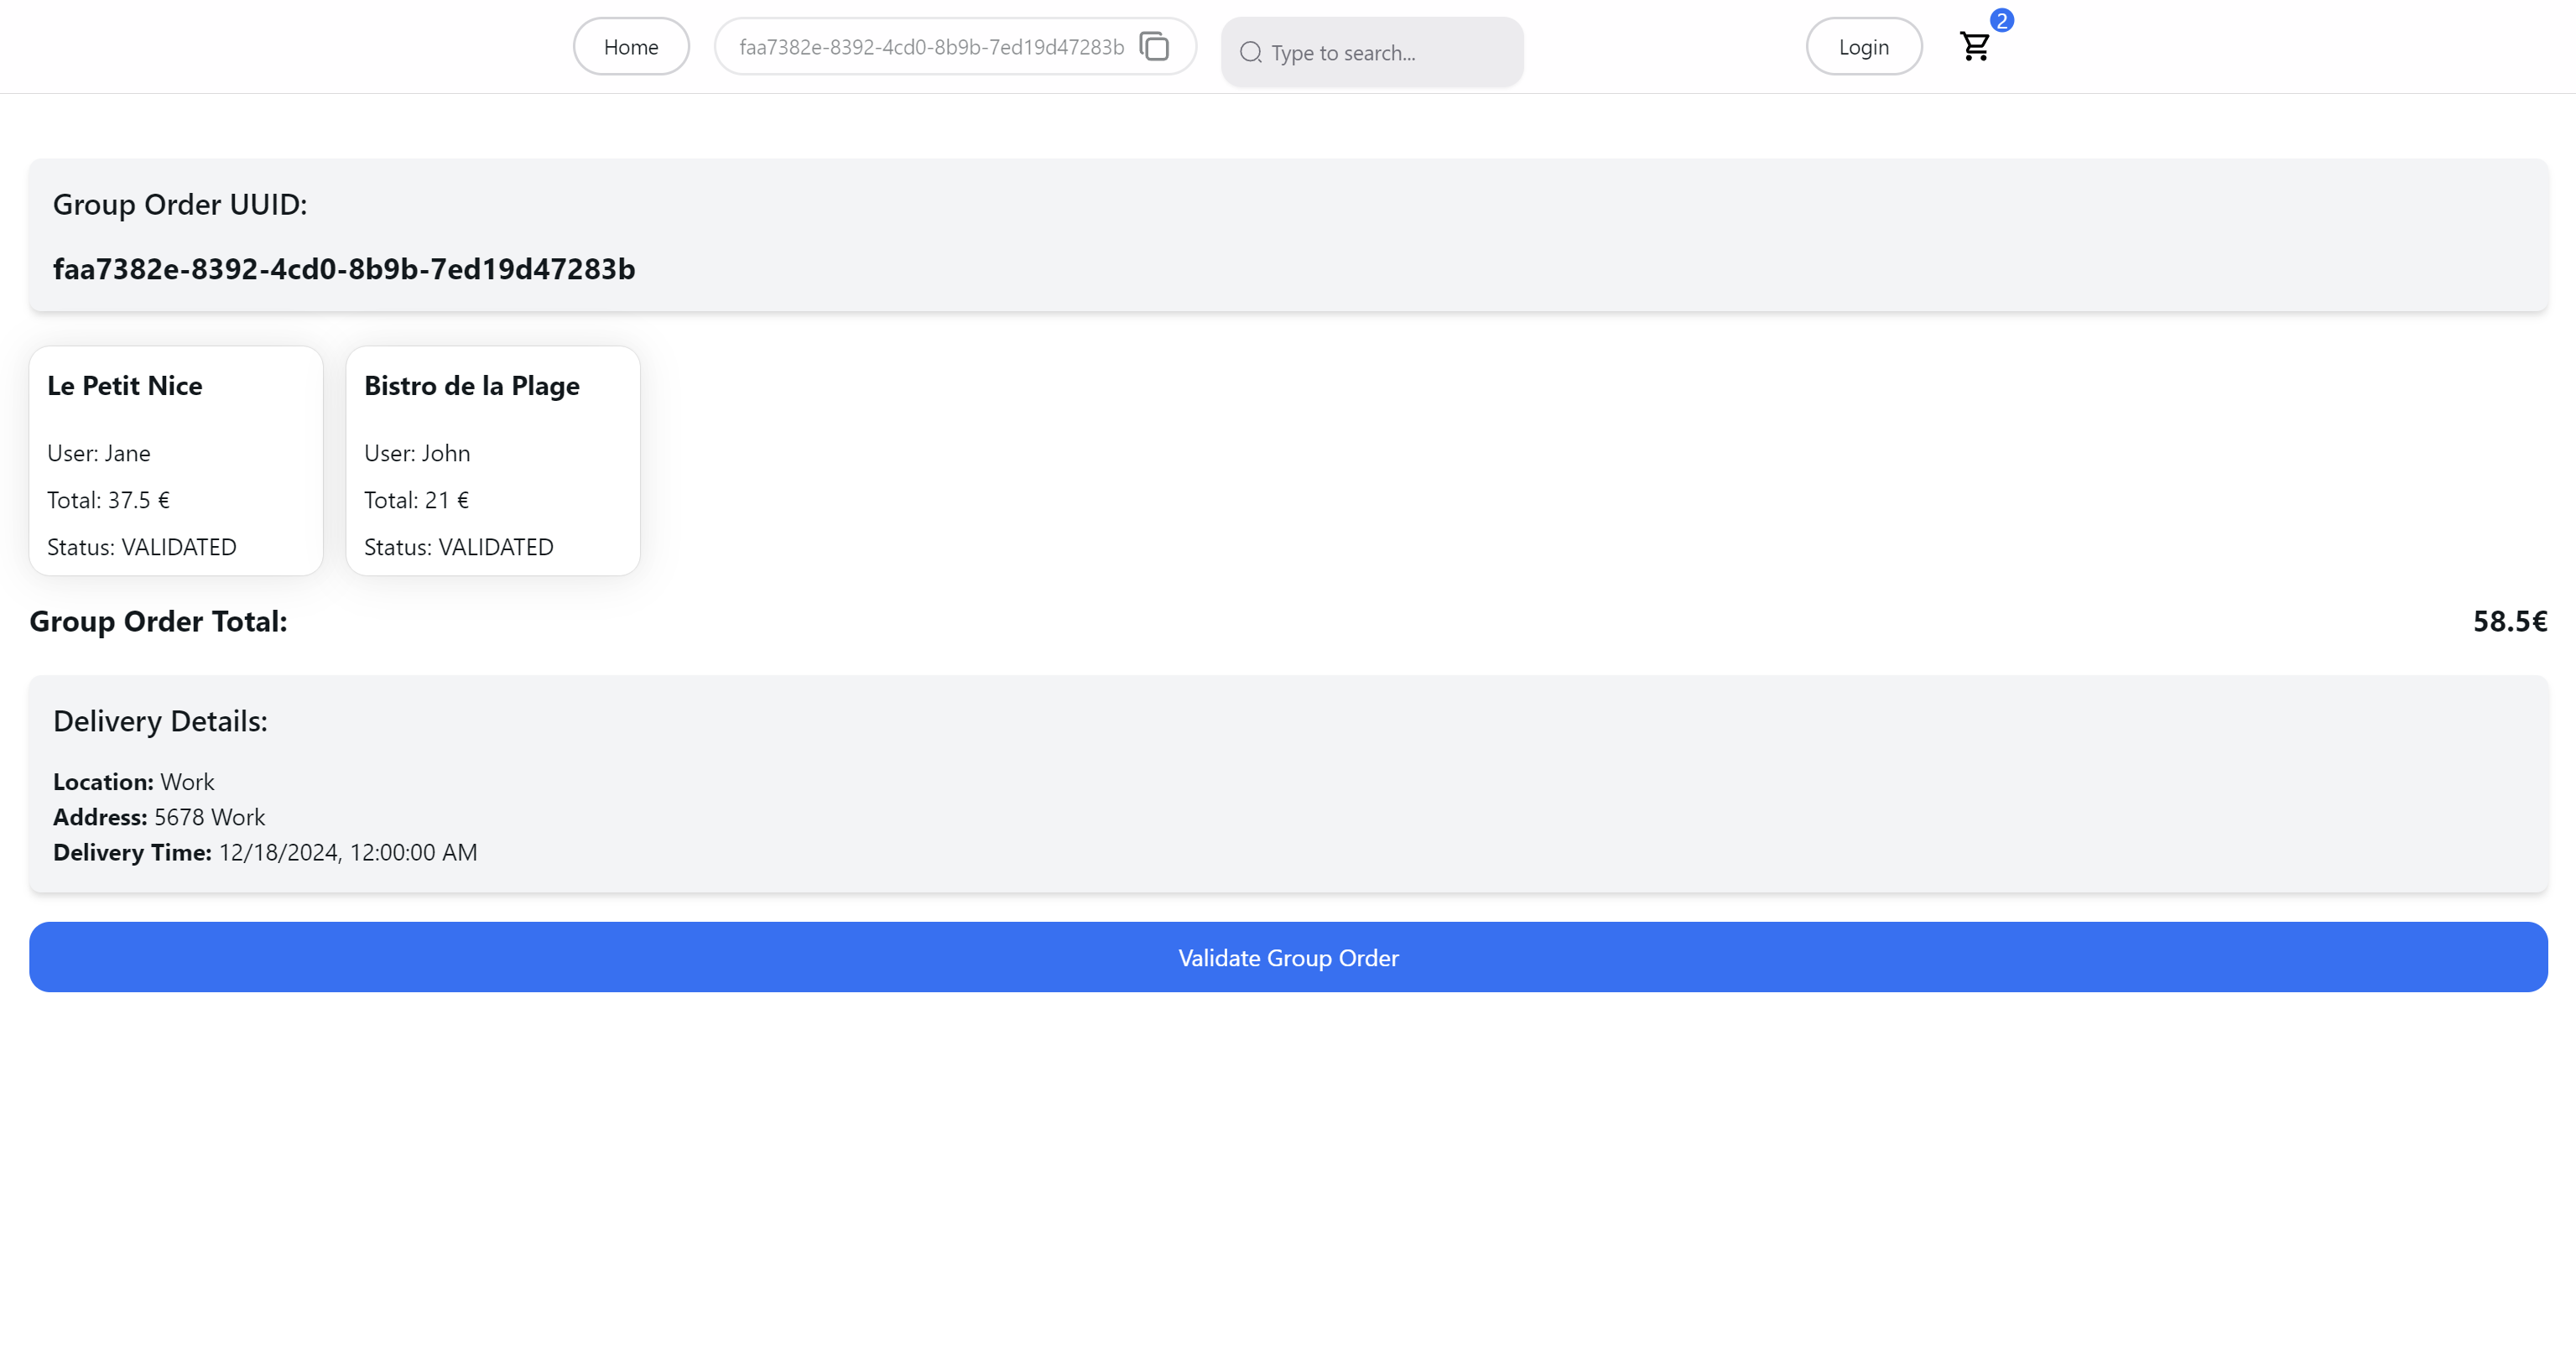 Home
faa7382e-8392-4cd0-8b9b-7ed19d47283b
Type to search...
Login
2
Group Order UUID:
faa7382e-8392-4cd0-8b9b-7ed19d47283b
Le Petit Nice
User: Jane
Total: 37.5 €
Status: VALIDATED
Bistro de la Plage
User: John
Total: 21 €
Status: VALIDATED
Group Order Total: 58.5€
Delivery Details:
Location: Work
Address: 5678 Work
Delivery Time: 12/18/2024, 12:00:00 AM
Validate Group Order